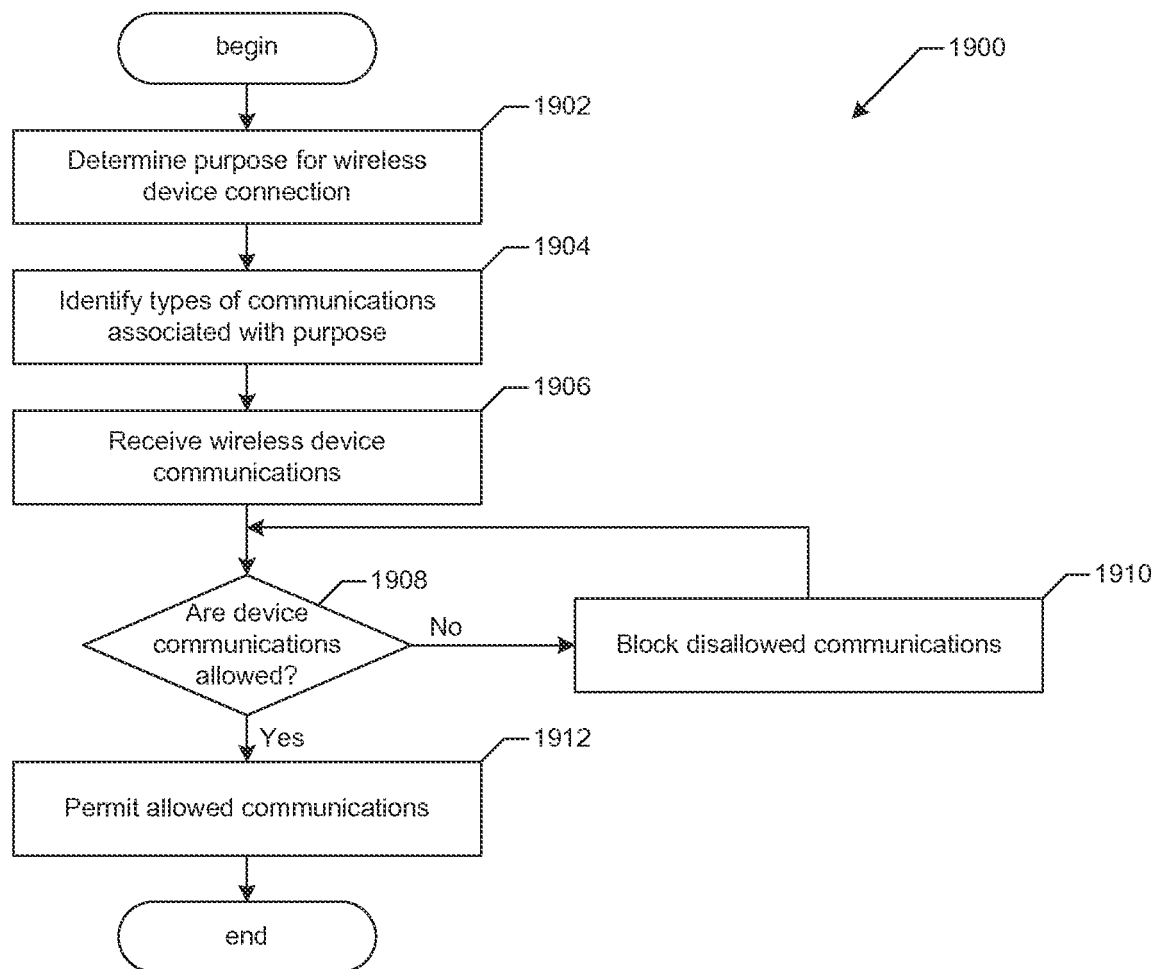 begin
1900
1902
Determine purpose for wireless
device connection
1904
Identify types of communications
associated with purpose
1906
Receive wireless device
communications
1908
Are device
communications
allowed?
No
1910
Block disallowed communications
Yes
1912
Permit allowed communications
end